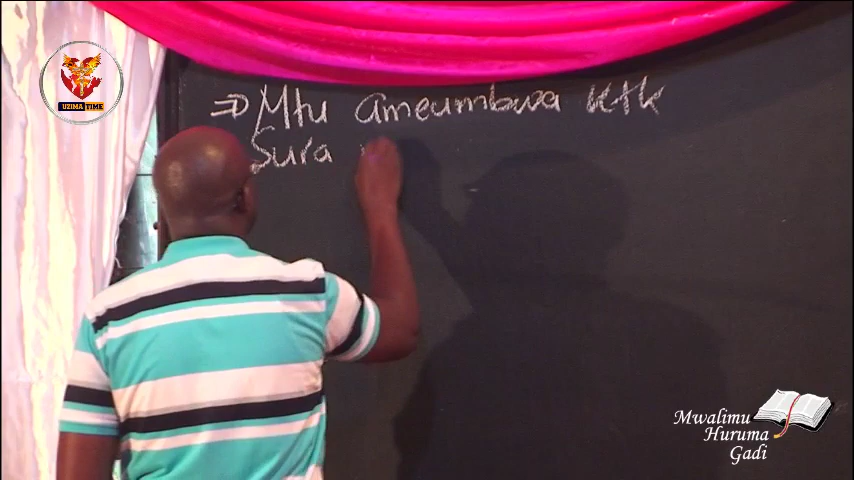 UZIMA TIME
⇒ Mtu ameumbwa ktk
Sura
Mwalimu
Huruma
Gadi